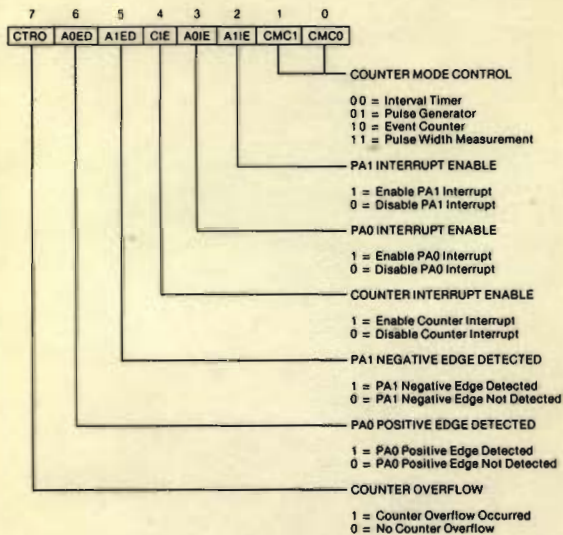 7 6 5 4 3 2 1 0
CTRO A0ED A1ED CIE A0IE A1IE CMC1 CMC0
COUNTER MODE CONTROL
0 0 = Interval Timer
0 1 = Pulse Generator
1 0 = Event Counter
1 1 = Pulse Width Measurement
PA1 INTERRUPT ENABLE
1 = Enable PA1 Interrupt
0 = Disable PA1 Interrupt
PA0 INTERRUPT ENABLE
1 = Enable PA0 Interrupt
0 = Disable PA0 Interrupt
COUNTER INTERRUPT ENABLE
1 = Enable Counter Interrupt
0 = Disable Counter Interrupt
PA1 NEGATIVE EDGE DETECTED
1 = PA1 Negative Edge Detected
0 = PA1 Negative Edge Not Detected
PA0 POSITIVE EDGE DETECTED
1 = PA0 Positive Edge Detected
0 = PA0 Positive Edge Not Detected
COUNTER OVERFLOW
1 = Counter Overflow Occurred
0 = No Counter Overflow